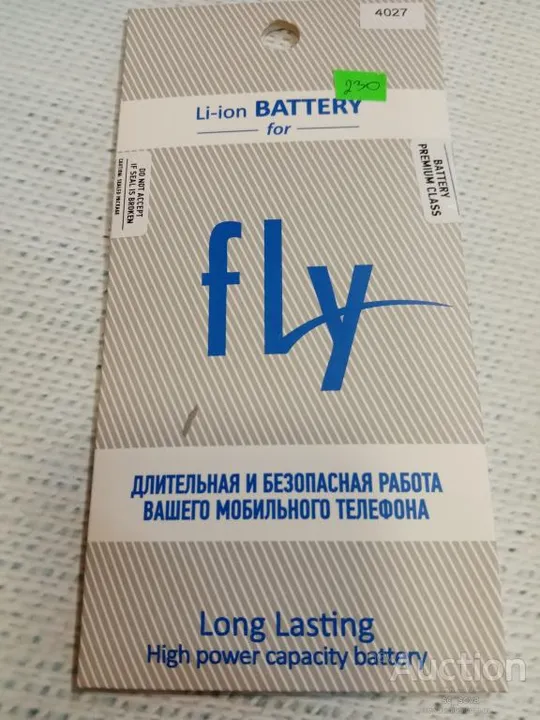 4027
230
Li-ion BATTERY
for
DO NOT ACCEPT
IF SEAL IS BROKEN
BATTERY
PREMIUM CLASS
fly
ДЛИТЕЛЬНАЯ И БЕЗОПАСНАЯ РАБОТА
ВАШЕГО МОБИЛЬНОГО ТЕЛЕФОНА
Long Lasting
High power capacity battery
Auction